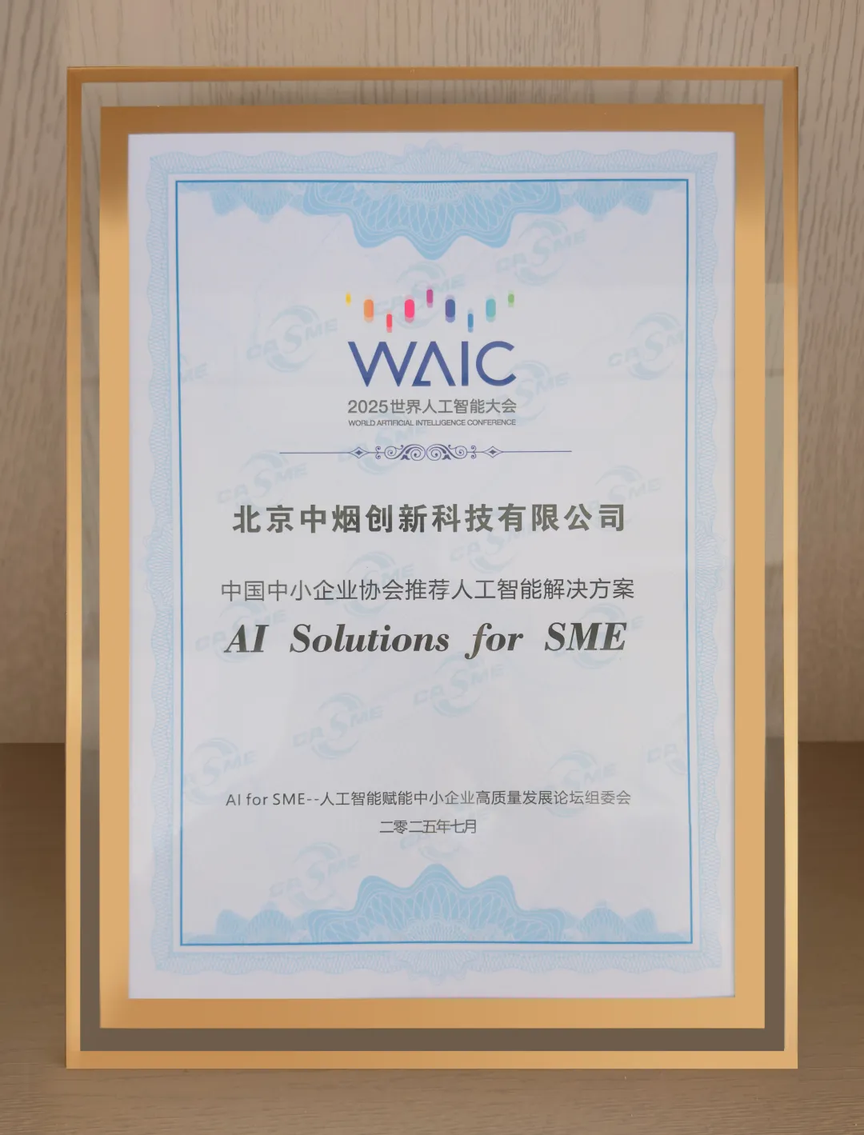 WAIC
2025世界人工智能大会
WORLD ARTIFICIAL INTELLIGENCE CONFERENCE
北京中烟创新科技有限公司
中国中小企业协会推荐人工智能解决方案
AI Solutions for SME
AI for SME--人工智能赋能中小企业高质量发展论坛组委会
二零二五年七月
CASME